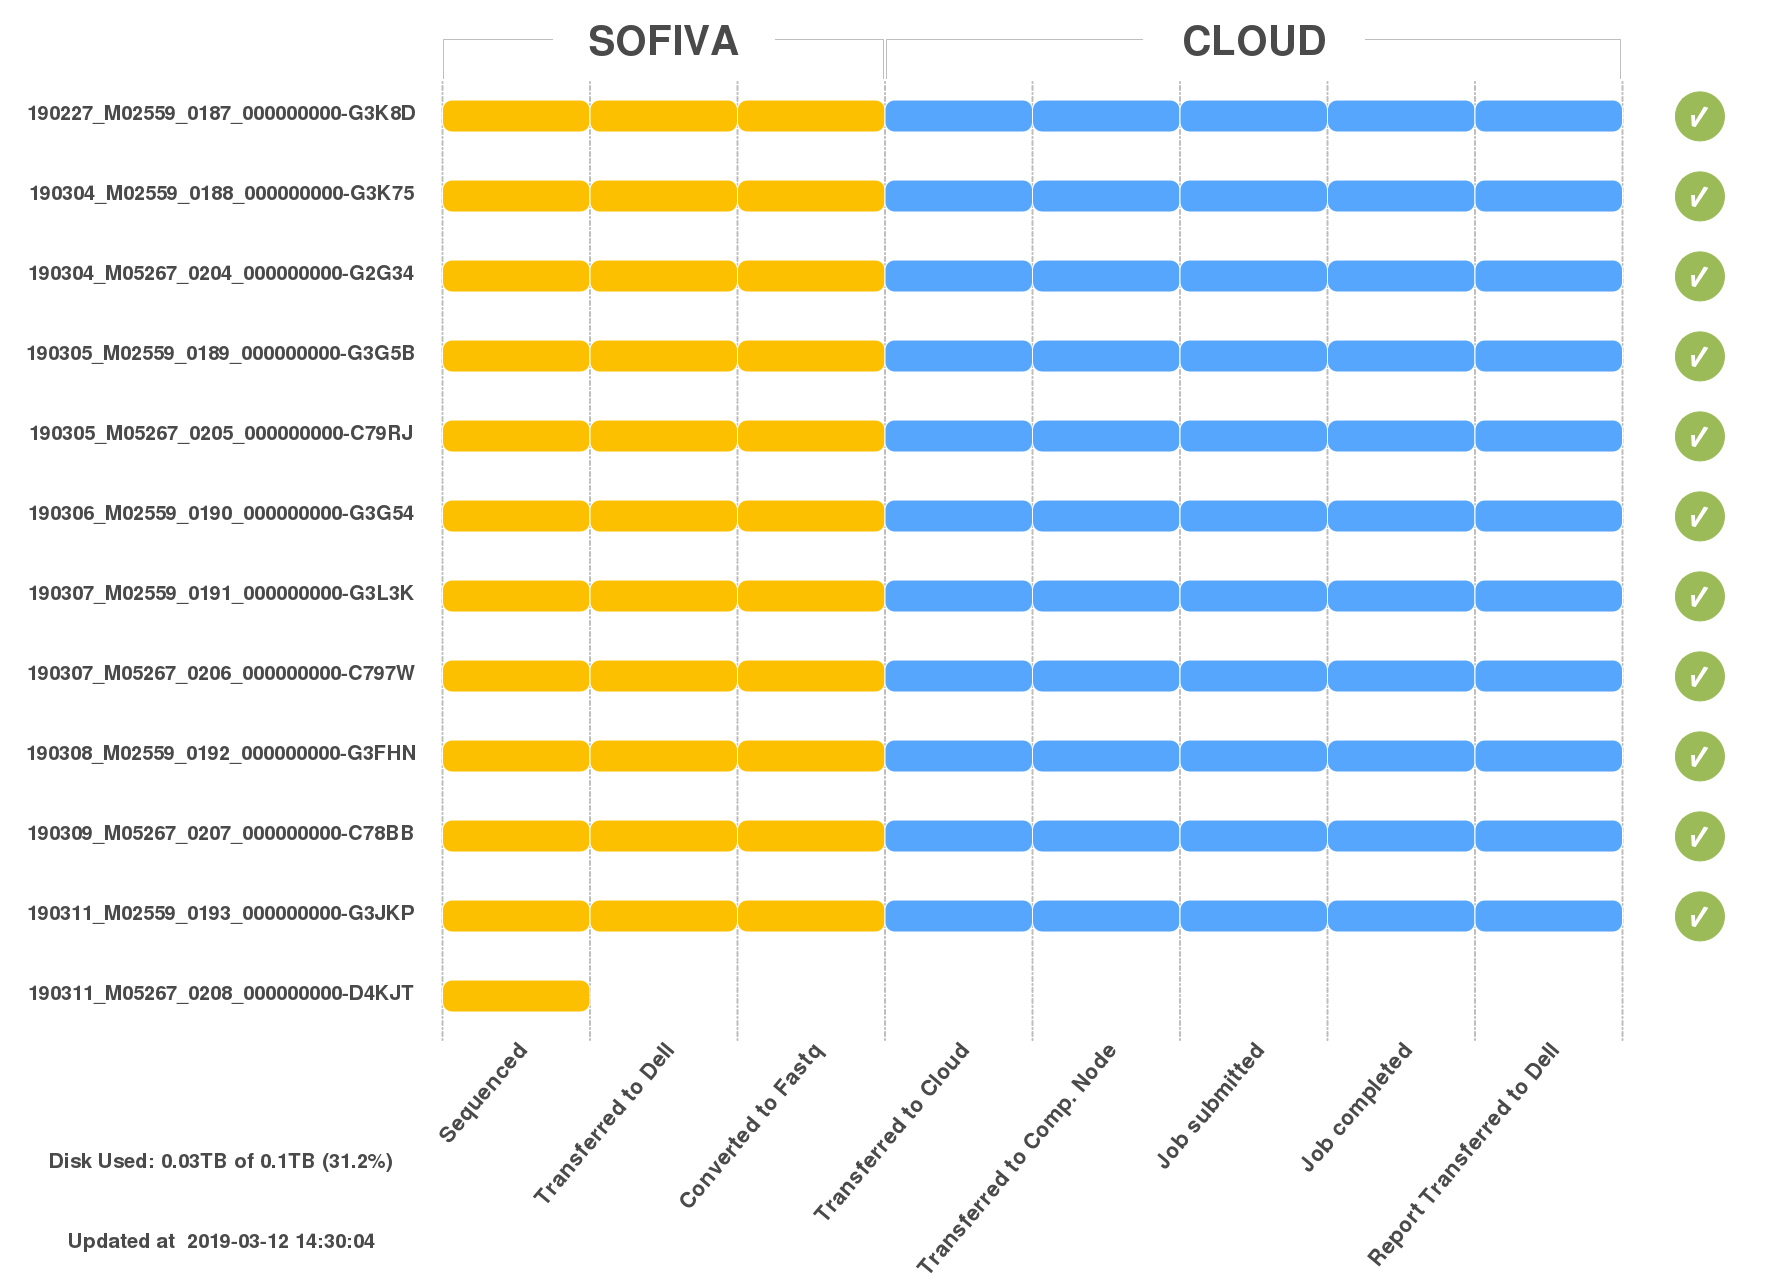 SOFIVA
CLOUD
190227_M02559_0187_000000000-G3K8D
190304_M02559_0188_000000000-G3K75
190304_M05267_0204_000000000-G2G34
190305_M02559_0189_000000000-G3G5B
190305_M05267_0205_000000000-C79RJ
190306_M02559_0190_000000000-G3G54
190307_M02559_0191_000000000-G3L3K
190307_M05267_0206_000000000-C797W
190308_M02559_0192_000000000-G3FHN
190309_M05267_0207_000000000-C78BB
190311_M02559_0193_000000000-G3JKP
190311_M05267_0208_000000000-D4KJT
Sequenced
Transferred to Dell
Converted to Fastq
Transferred to Cloud
Transferred to Comp. Node
Job submitted
Job completed
Report Transferred to Dell
Disk Used: 0.03TB of 0.1TB (31.2%)
Updated at  2019-03-12 14:30:04